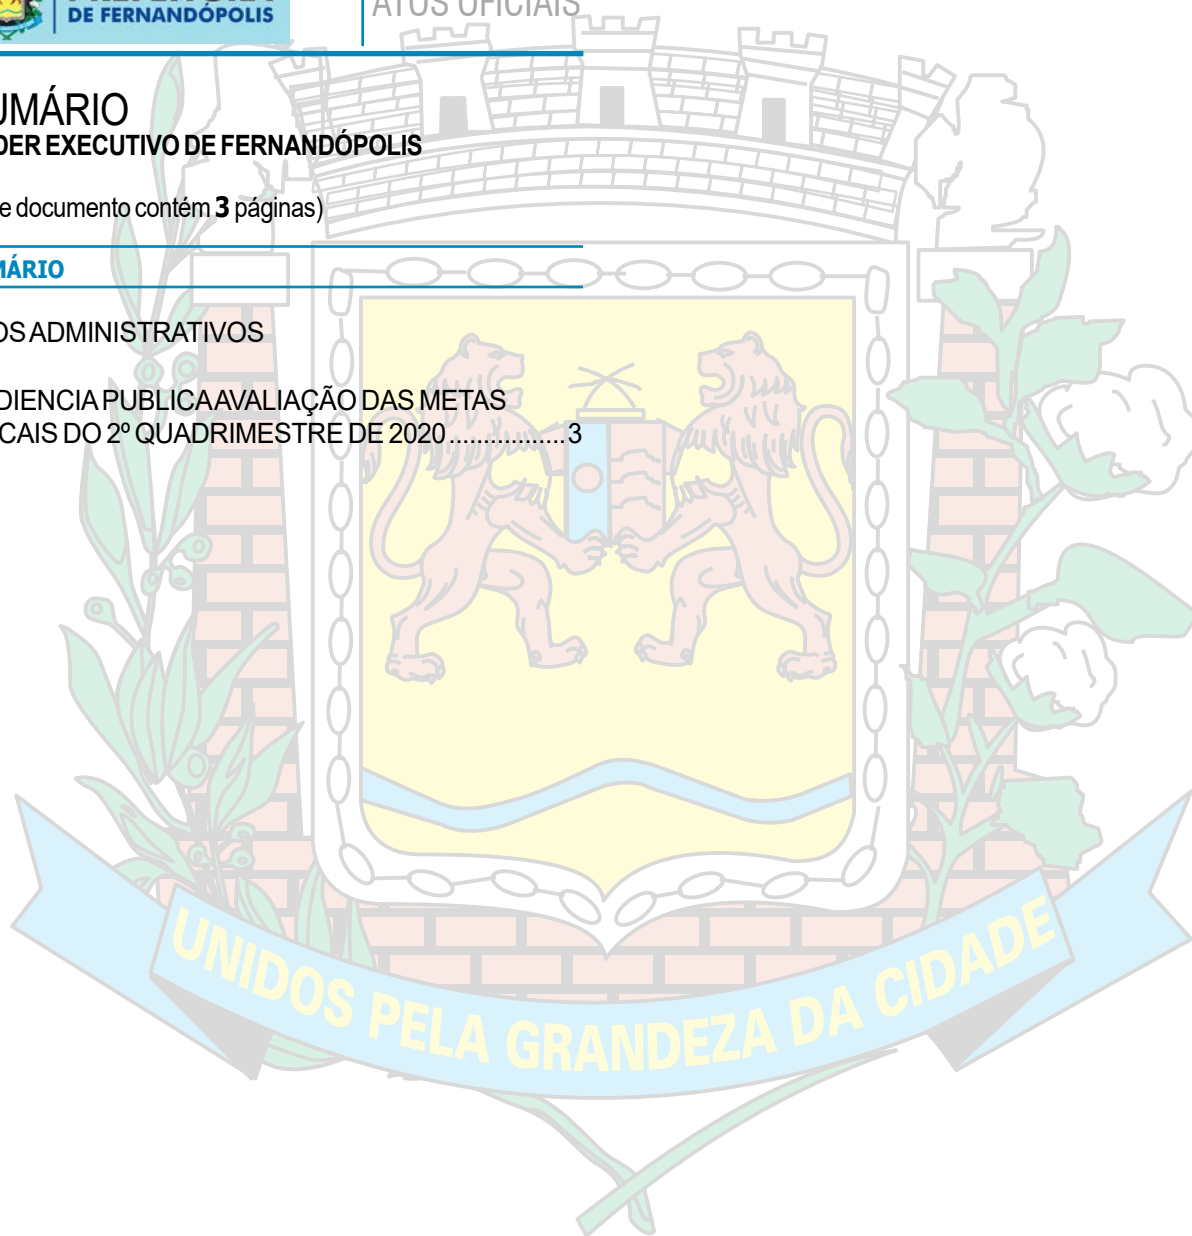 DE FERNANDÓPOLIS
ATOS OFICIAIS
UMÁRIO
DER EXECUTIVO DE FERNANDÓPOLIS
e documento contém 3 páginas)
MÁRIO
OS ADMINISTRATIVOS
DIENCIA PUBLICA AVALIAÇÃO DAS METAS
CAIS DO 2º QUADRIMESTRE DE 2020 ................. 3
UNIDOS PELA GRANDEZA DA CIDADE